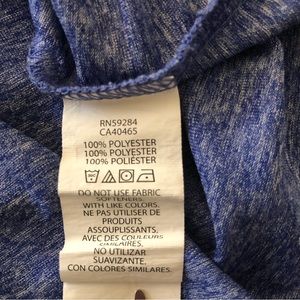 RN59284
CA40465
100% POLYESTER
100% POLYESTER
100% POLYESTER
DO NOT USE FABRIC
SOFTENERS.
WITH LIKE COLORS.
NE PAS UTILISER DE
PRODUITS
ASSOUPLISSANTS.
AVEC DES COULEURS
SIMILAIRES.
NO UTILIZAR
SUAVIZANTE.
CON COLORES SIMILARES.